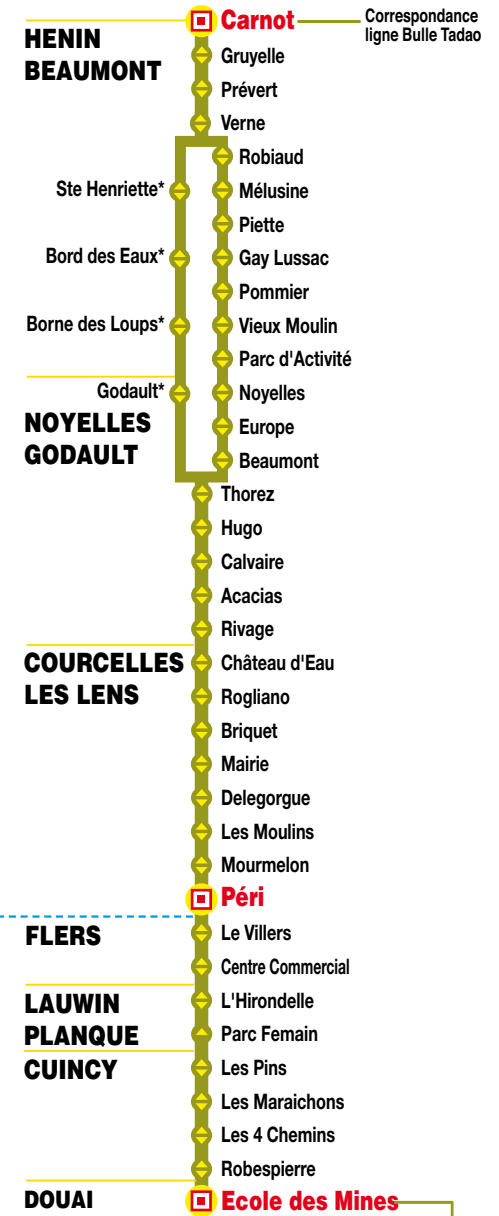 Carnot
Correspondance
ligne Bulle Tadao
HENIN
BEAUMONT
Gruyelle
Prévert
Verne
Robiaud
Ste Henriette*
Mélusine
Piette
Bord des Eaux*
Gay Lussac
Pommier
Borne des Loups*
Vieux Moulin
Parc d'Activité
Godault*
Noyelles
NOYELLES
GODAULT
Europe
Beaumont
Thorez
Hugo
Calvaire
Acacias
Rivage
COURCELLES
LES LENS
Château d'Eau
Rogliano
Briquet
Mairie
Delegorgue
Les Moulins
Mourmelon
Péri
FLERS
Le Villers
Centre Commercial
LAUWIN
PLANQUE
L'Hirondelle
Parc Femain
CUINCY
Les Pins
Les Maraichons
Les 4 Chemins
Robespierre
DOUAI
Ecole des Mines